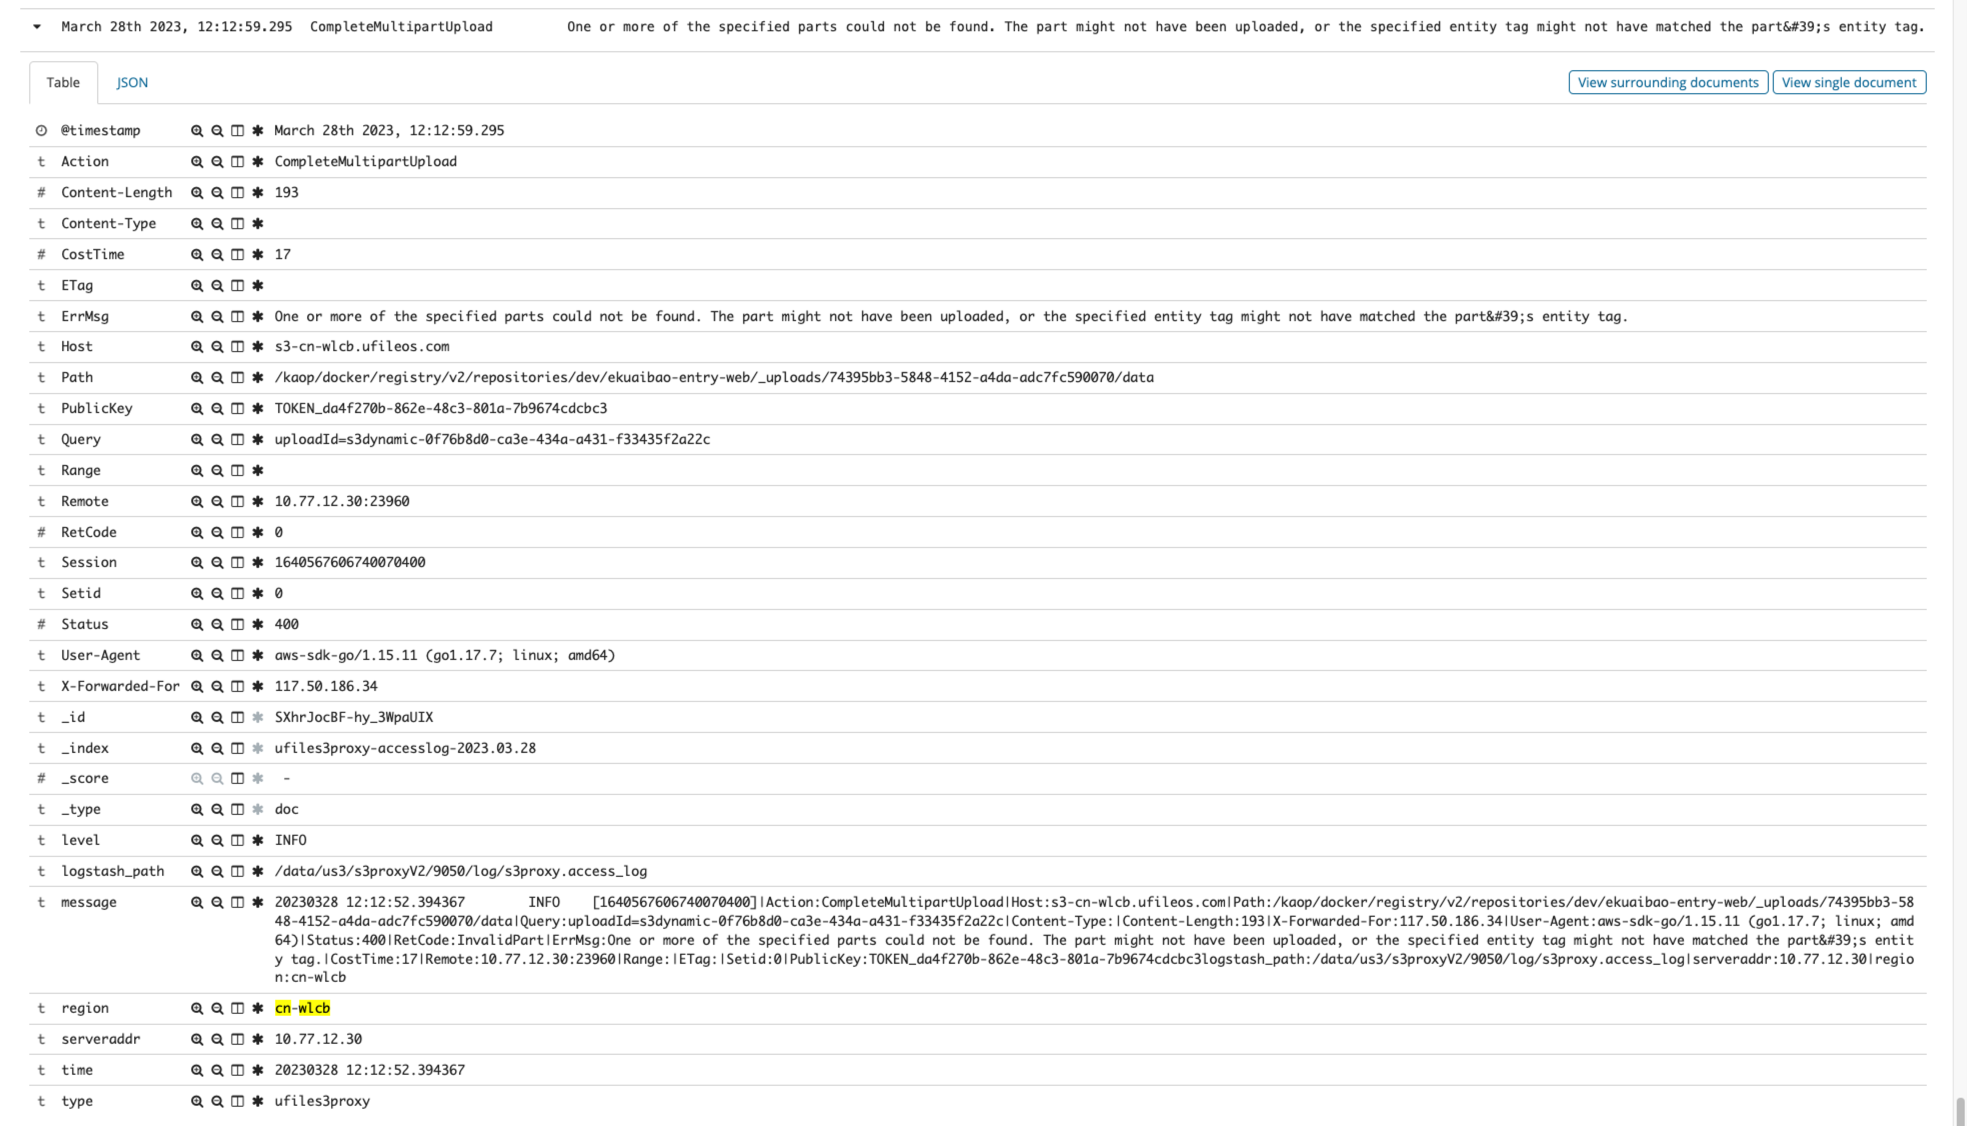 March 28th 2023, 12:12:59.295 CompleteMultipartUpload One or more of the specified parts could not be found. The part might not have been uploaded, or the specified entity tag might not have matched the part&#39;s entity tag.
Table JSON View surrounding documents View single document
@timestamp March 28th 2023, 12:12:59.295
t Action CompleteMultipartUpload
# Content-Length 193
t Content-Type
# CostTime 17
t ETag
t ErrMsg One or more of the specified parts could not be found. The part might not have been uploaded, or the specified entity tag might not have matched the part&#39;s entity tag.
t Host s3-cn-wlcb.ufileos.com
t Path /kaop/docker/registry/v2/repositories/dev/ekuaibao-entry-web/_uploads/74395bb3-5848-4152-a4da-adc7fc590070/data
t PublicKey TOKEN_da4f270b-862e-48c3-801a-7b9674cdcbc3
t Query uploadId=s3dynamic-0f76b8d0-ca3e-434a-a431-f33435f2a22c
t Range
t Remote 10.77.12.30:23960
# RetCode 0
t Session 1640567606740070400
t Setid 0
# Status 400
t User-Agent aws-sdk-go/1.15.11 (go1.17.7; linux; amd64)
t X-Forwarded-For 117.50.186.34
t _id SXhrJocBF-hy_3WpaUIX
t _index ufiles3proxy-accesslog-2023.03.28
# _score -
t _type doc
t level INFO
t logstash_path /data/us3/s3proxyV2/9050/log/s3proxy.access_log
t message 20230328 12:12:52.394367 INFO [1640567606740070400]|Action:CompleteMultipartUpload|Host:s3-cn-wlcb.ufileos.com|Path:/kaop/docker/registry/v2/repositories/dev/ekuaibao-entry-web/_uploads/74395bb3-58
48-4152-a4da-adc7fc590070/data|Query:uploadId=s3dynamic-0f76b8d0-ca3e-434a-a431-f33435f2a22c|Content-Type:|Content-Length:193|X-Forwarded-For:117.50.186.34|User-Agent:aws-sdk-go/1.15.11 (go1.17.7; linux; amd
64)|Status:400|RetCode:InvalidPart|ErrMsg:One or more of the specified parts could not be found. The part might not have been uploaded, or the specified entity tag might not have matched the part&#39;s entit
y tag.|CostTime:17|Remote:10.77.12.30:23960|Range:|ETag:|Setid:0|PublicKey:TOKEN_da4f270b-862e-48c3-801a-7b9674cdcbc3logstash_path:/data/us3/s3proxyV2/9050/log/s3proxy.access_log|serveraddr:10.77.12.30|regio
n:cn-wlcb
t region cn-wlcb
t serveraddr 10.77.12.30
t time 20230328 12:12:52.394367
t type ufiles3proxy